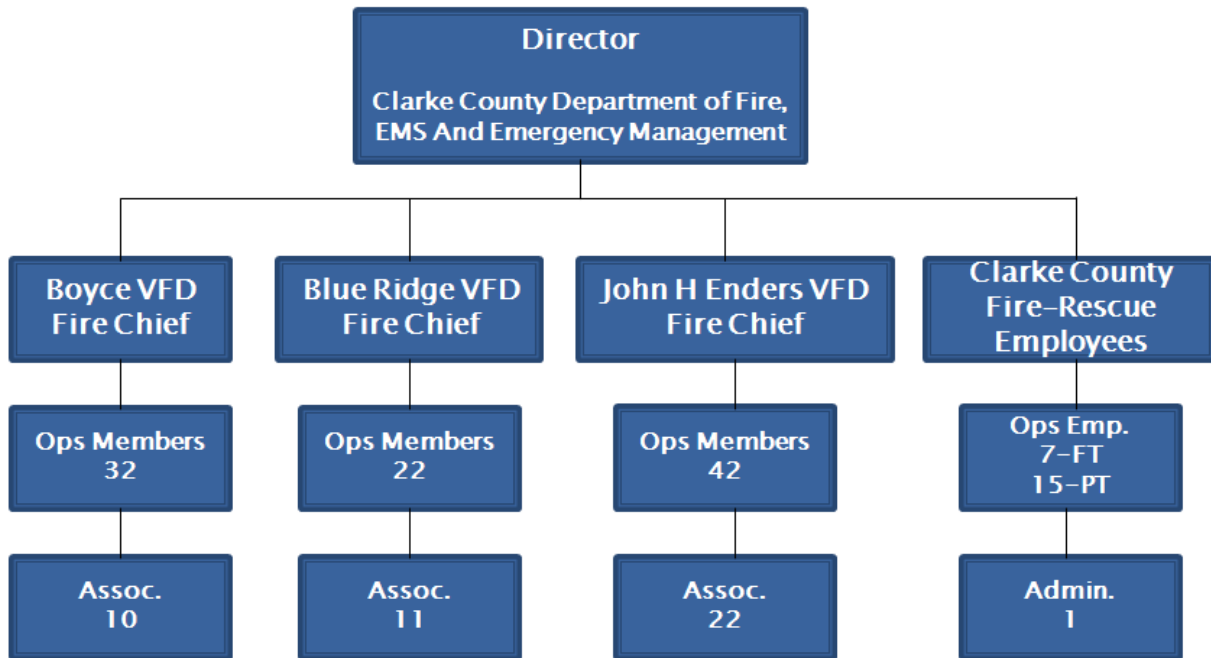 Director
Clarke County Department of Fire,
EMS And Emergency Management
Boyce VFD
Fire Chief
Blue Ridge VFD
Fire Chief
John H Enders VFD
Fire Chief
Clarke County
Fire-Rescue
Employees
Ops Members
32
Ops Members
22
Ops Members
42
Ops Emp.
7-FT
15-PT
Assoc.
10
Assoc.
11
Assoc.
22
Admin.
1